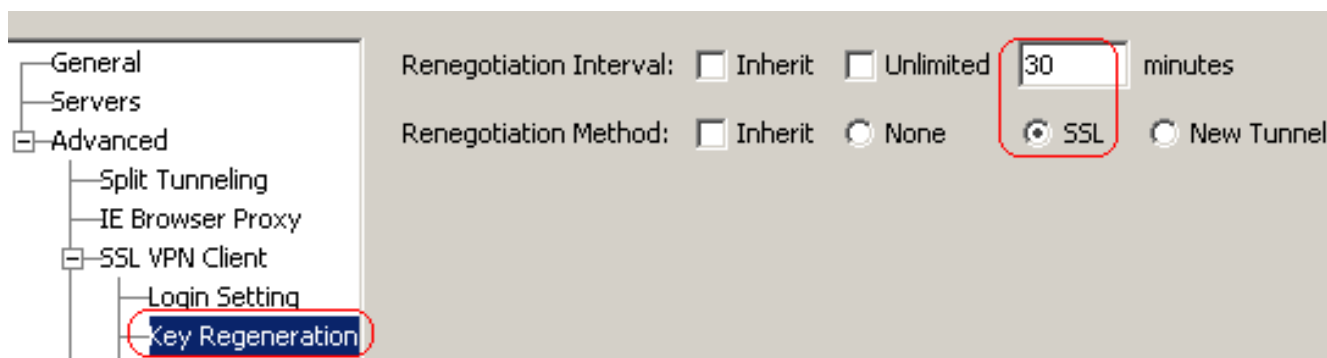 General
Servers
Advanced
Split Tunneling
IE Browser Proxy
SSL VPN Client
Login Setting
Key Regeneration
Renegotiation Interval: Inherit Unlimited 30 minutes
Renegotiation Method: Inherit None SSL New Tunnel